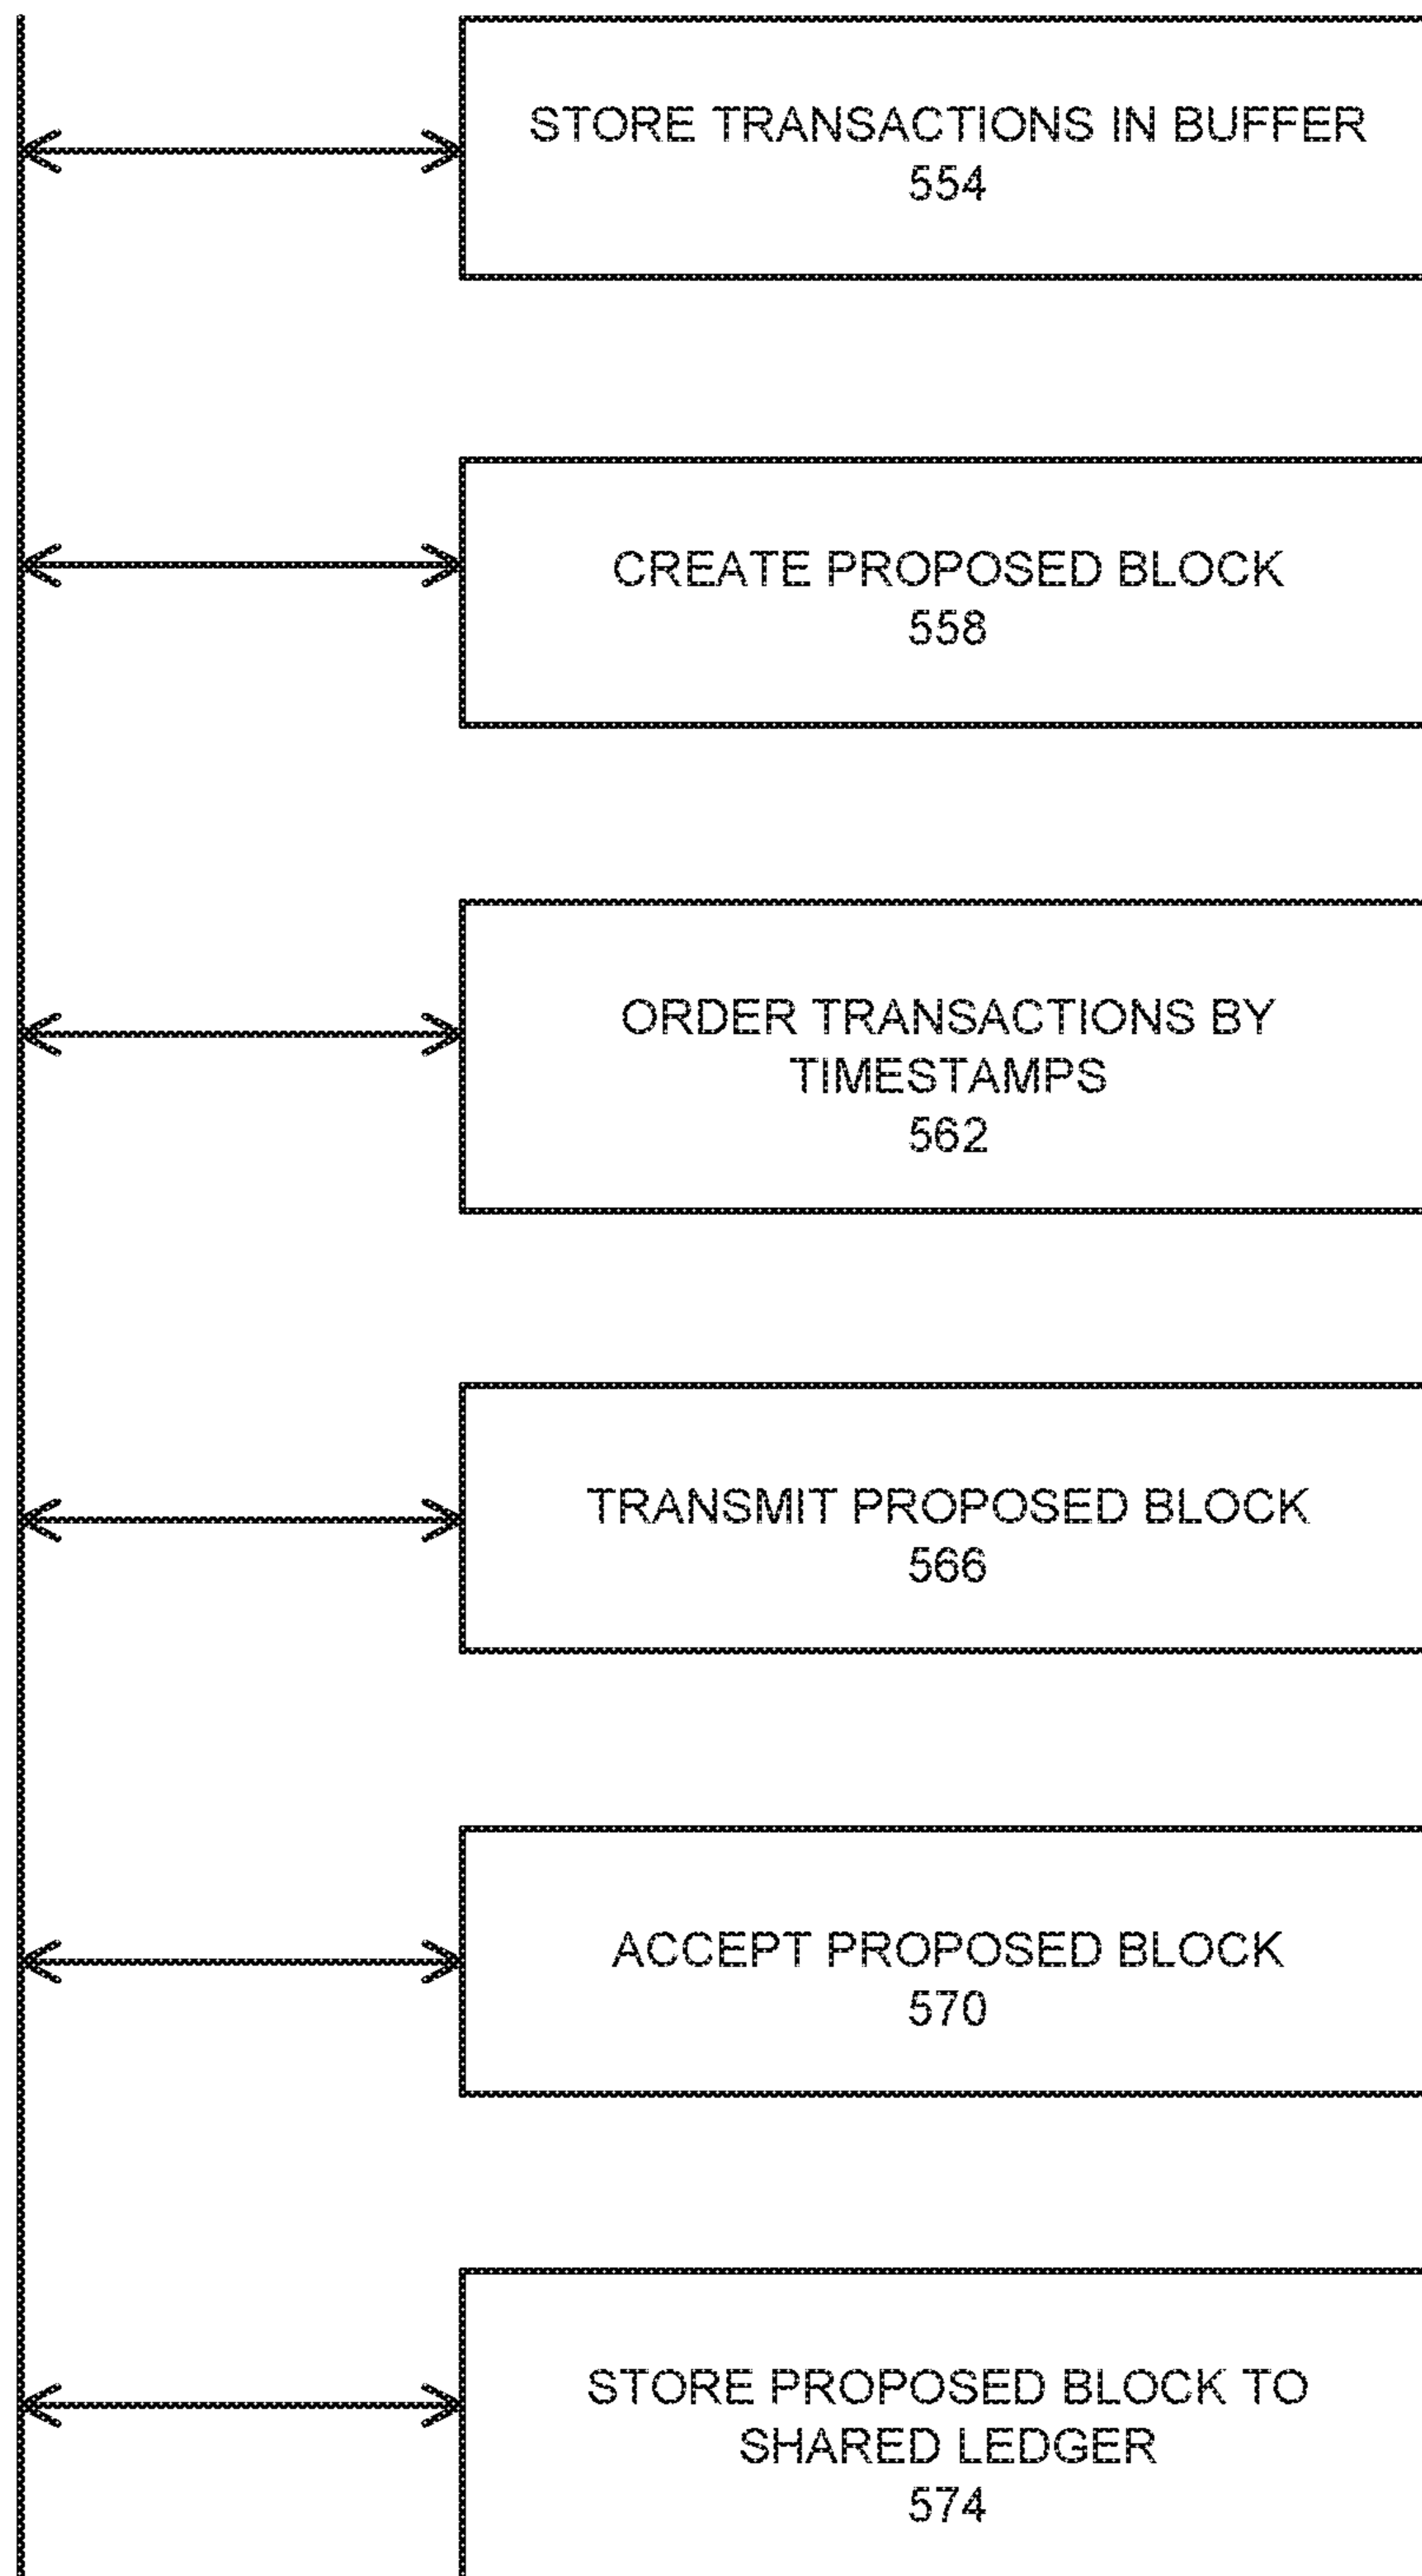 STORE TRANSACTIONS IN BUFFER
554
CREATE PROPOSED BLOCK
558
ORDER TRANSACTIONS BY
TIMESTAMPS
562
TRANSMIT PROPOSED BLOCK
566
ACCEPT PROPOSED BLOCK
570
STORE PROPOSED BLOCK TO
SHARED LEDGER
574